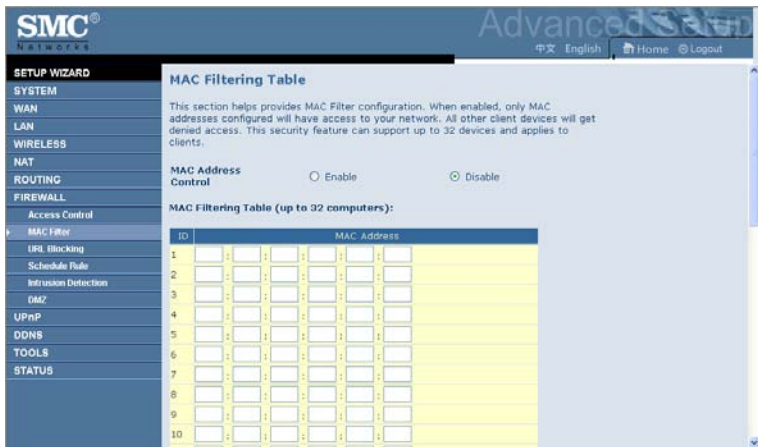 SMC®
Networks
Advanced Setup
中文 English Home Logout
SETUP WIZARD
SYSTEM
WAN
LAN
WIRELESS
NAT
ROUTING
FIREWALL
Access Control
MAC Filter
URL Blocking
Schedule Rule
Intrusion Detection
DMZ
UPnP
DDNS
TOOLS
STATUS
MAC Filtering Table
This section helps provides MAC Filter configuration. When enabled, only MAC
addresses configured will have access to your network. All other client devices will get
denied access. This security feature can support up to 32 devices and applies to
clients.
MAC Address
Control
Enable
Disable
MAC Filtering Table (up to 32 computers):
ID MAC Address
1 : : : : :
2 : : : : :
3 : : : : :
4 : : : : :
5 : : : : :
6 : : : : :
7 : : : : :
8 : : : : :
9 : : : : :
10 : : : : :